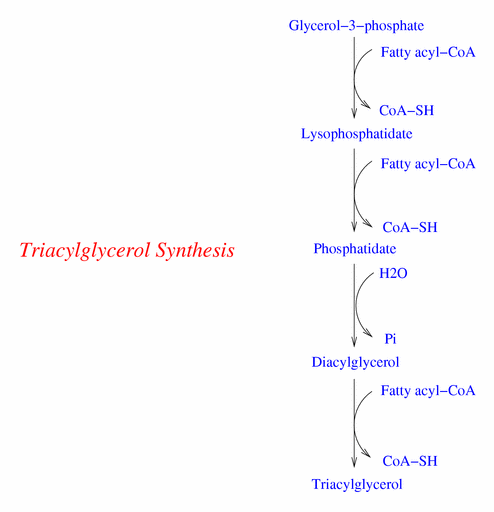 Glycerol−3−phosphate
Fatty acyl−CoA
CoA−SH
Lysophosphatidate
Fatty acyl−CoA
CoA−SH
Triacylglycerol Synthesis
Phosphatidate
H2O
Pi
Diacylglycerol
Fatty acyl−CoA
CoA−SH
Triacylglycerol